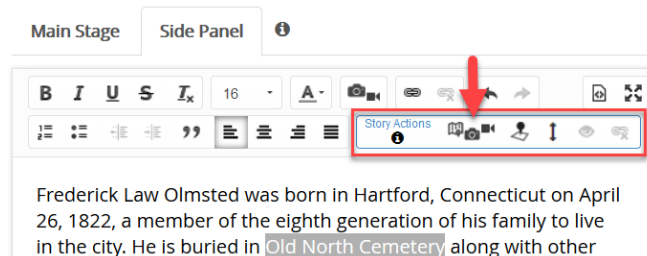 Main Stage Side Panel
B I U S Tx 16 A
Story Actions
Frederick Law Olmsted was born in Hartford, Connecticut on April
26, 1822, a member of the eighth generation of his family to live
in the city. He is buried in Old North Cemetery along with other